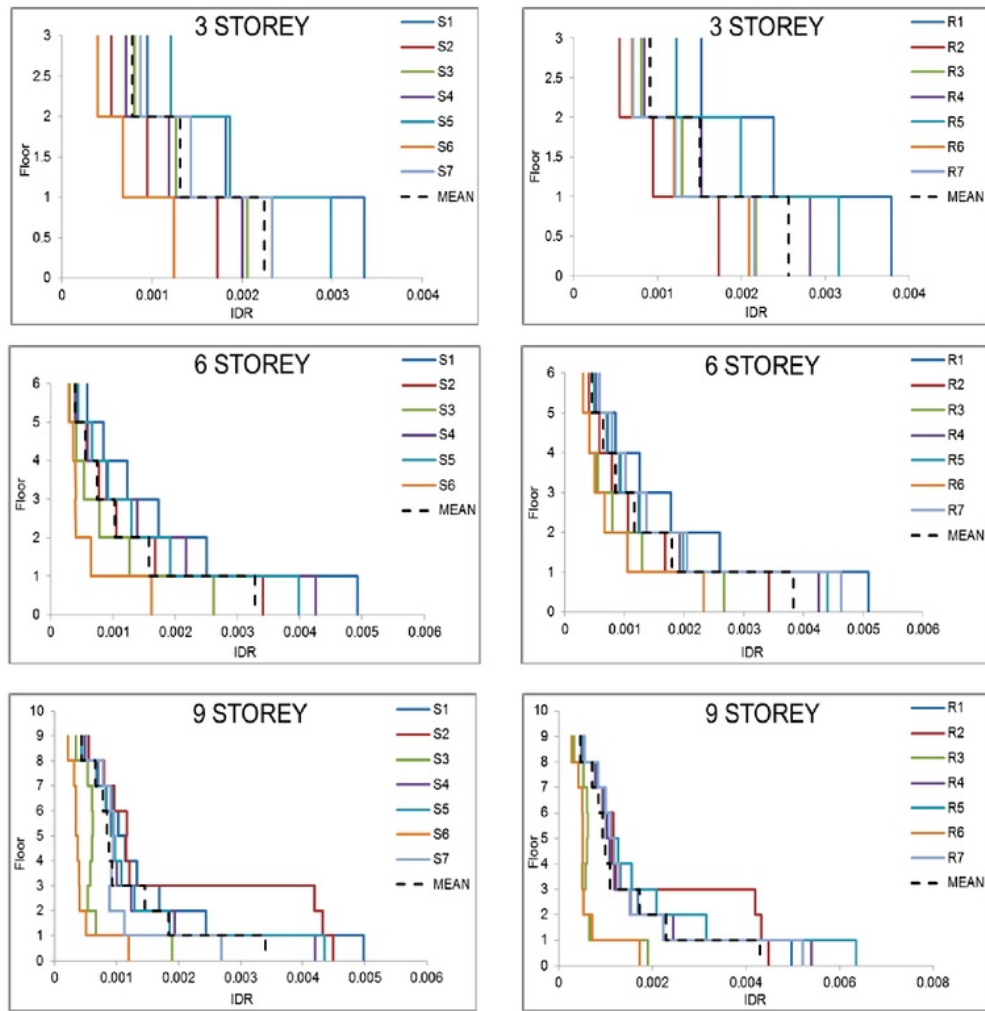 3 STOREY
3
2.5
2
1.5
1
0.5
0
Floor
0 0.001 0.002 0.003 0.004
IDR
S1
S2
S3
S4
S5
S6
S7
MEAN
3 STOREY
3
2.5
2
1.5
1
0.5
0
Floor
0 0.001 0.002 0.003 0.004
IDR
R1
R2
R3
R4
R5
R6
R7
MEAN
6 STOREY
6
5
4
3
2
1
0
Floor
0 0.001 0.002 0.003 0.004 0.005 0.006
IDR
S1
S2
S3
S4
S5
S6
MEAN
6 STOREY
6
5
4
3
2
1
0
Floor
0 0.001 0.002 0.003 0.004 0.005 0.006
IDR
R1
R2
R3
R4
R5
R6
R7
MEAN
9 STOREY
10
9
8
7
6
5
4
3
2
1
0
Floor
0 0.001 0.002 0.003 0.004 0.005 0.006
IDR
S1
S2
S3
S4
S5
S6
S7
MEAN
9 STOREY
10
9
8
7
6
5
4
3
2
1
0
Floor
0 0.002 0.004 0.006 0.008
IDR
R1
R2
R3
R4
R5
R6
R7
MEAN